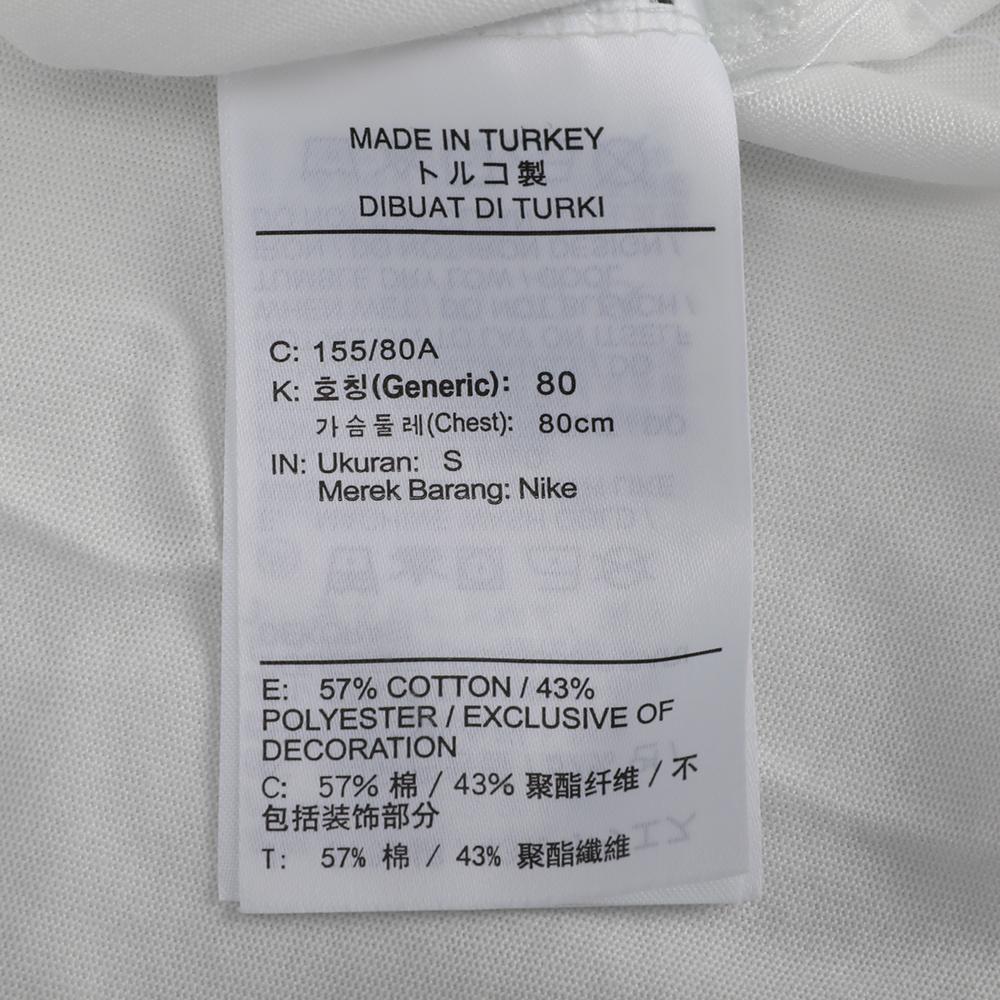 MADE IN TURKEY
トルコ製
DIBUAT DI TURKI
C: 155/80A
K: 호칭(Generic): 80
가슴둘레(Chest): 80cm
IN: Ukuran: S
Merek Barang: Nike
E: 57% COTTON / 43%
POLYESTER / EXCLUSIVE OF
DECORATION
C: 57% 棉 / 43% 聚酯纤维 / 不
包括装饰部分
T: 57% 棉 / 43% 聚酯纖維